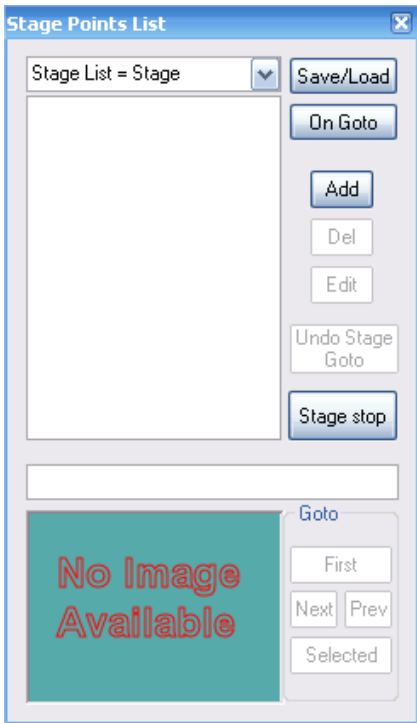 Stage Points List
Stage List = Stage
Save/Load
On Goto
Add
Del
Edit
Undo Stage
Goto
Stage stop
Goto
No Image
Available
First
Next Prev
Selected